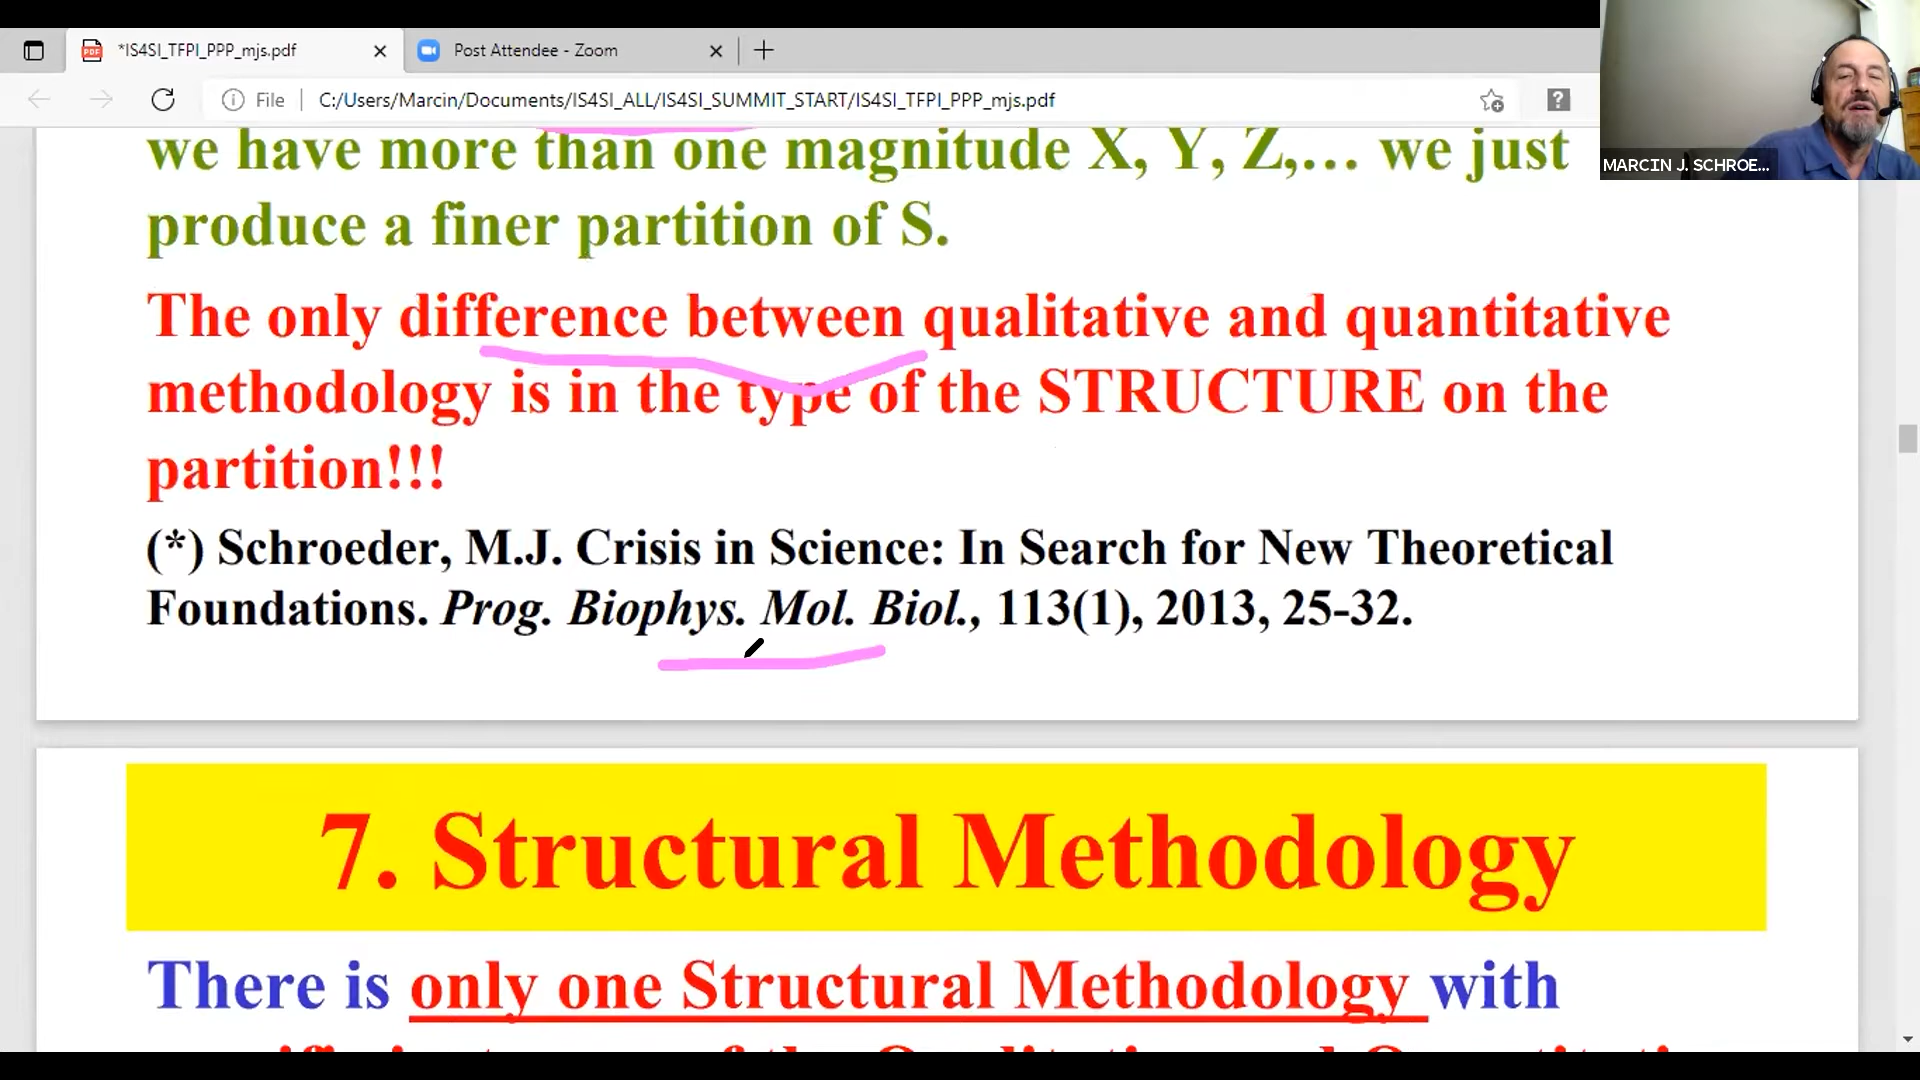 *IS4SI_TFPI_PPP_mjs.pdf
Post Attendee - Zoom
File
C:/Users/Marcin/Documents/IS4SI_ALL/IS4SI_SUMMIT_START/IS4SI_TFPI_PPP_mjs.pdf
MARCIN J. SCHROE...
we have more than one magnitude X, Y, Z,… we just
produce a finer partition of S.
The only difference between qualitative and quantitative
methodology is in the type of the STRUCTURE on the
partition!!!
(*) Schroeder, M.J. Crisis in Science: In Search for New Theoretical
Foundations. Prog. Biophys. Mol. Biol., 113(1), 2013, 25-32.
7. Structural Methodology
There is only one Structural Methodology with